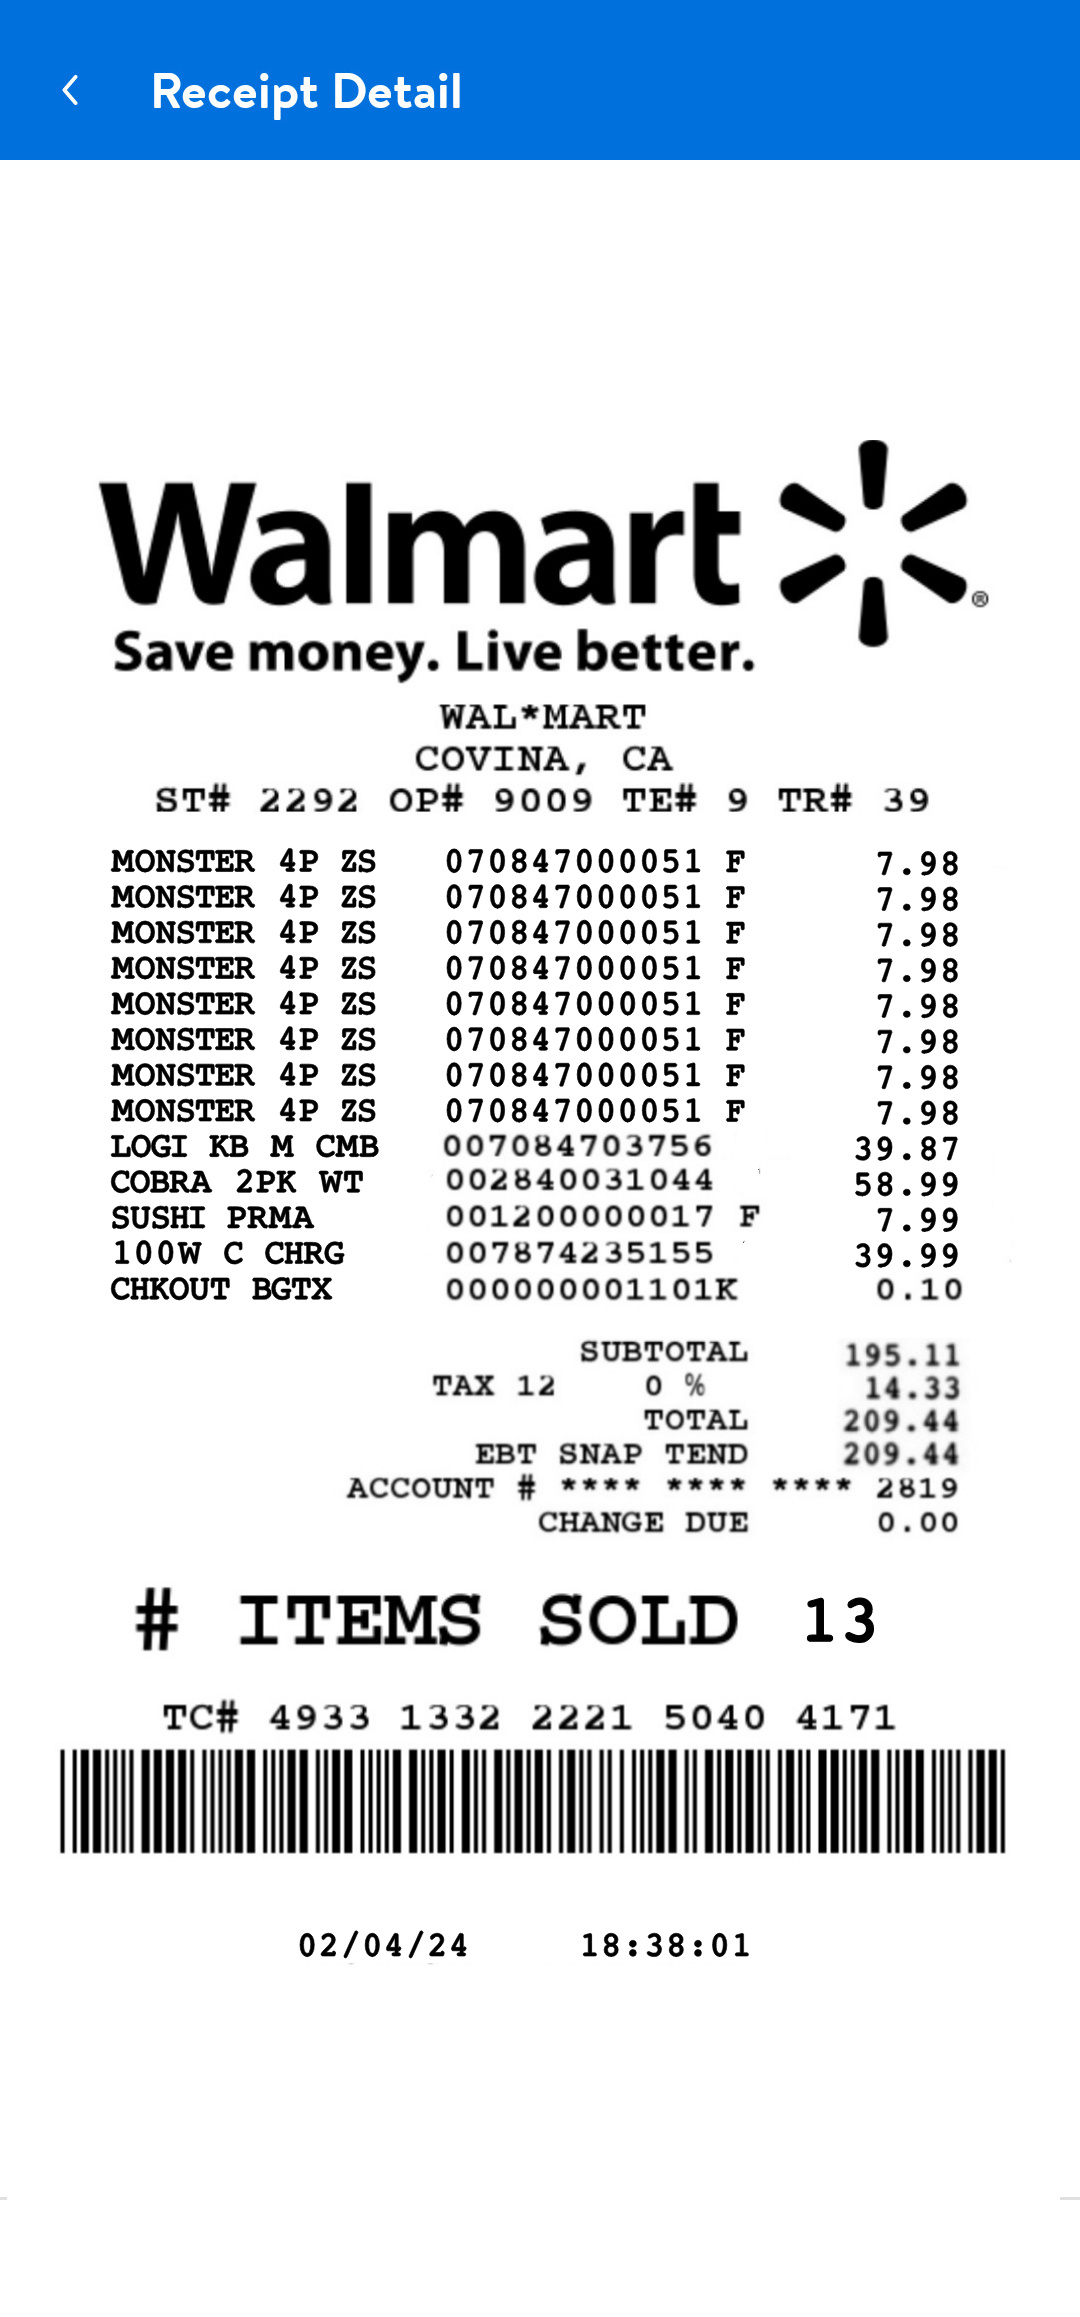 Receipt Detail
Walmart
®
Save money. Live better.
WAL*MART
COVINA, CA
ST# 2292 OP# 9009 TE# 9 TR# 39
MONSTER 4P ZS 070847000051 F 7.98
MONSTER 4P ZS 070847000051 F 7.98
MONSTER 4P ZS 070847000051 F 7.98
MONSTER 4P ZS 070847000051 F 7.98
MONSTER 4P ZS 070847000051 F 7.98
MONSTER 4P ZS 070847000051 F 7.98
MONSTER 4P ZS 070847000051 F 7.98
MONSTER 4P ZS 070847000051 F 7.98
LOGI KB M CMB 007084703756 39.87
COBRA 2PK WT 002840031044 58.99
SUSHI PRMA 001200000017 F 7.99
100W C CHRG 007874235155 39.99
CHKOUT BGTX 000000001101K 0.10
SUBTOTAL 195.11
TAX 12 0 % 14.33
TOTAL 209.44
EBT SNAP TEND 209.44
ACCOUNT # **** **** **** 2819
CHANGE DUE 0.00
# ITEMS SOLD 13
TC# 4933 1332 2221 5040 4171
02/04/24 18:38:01